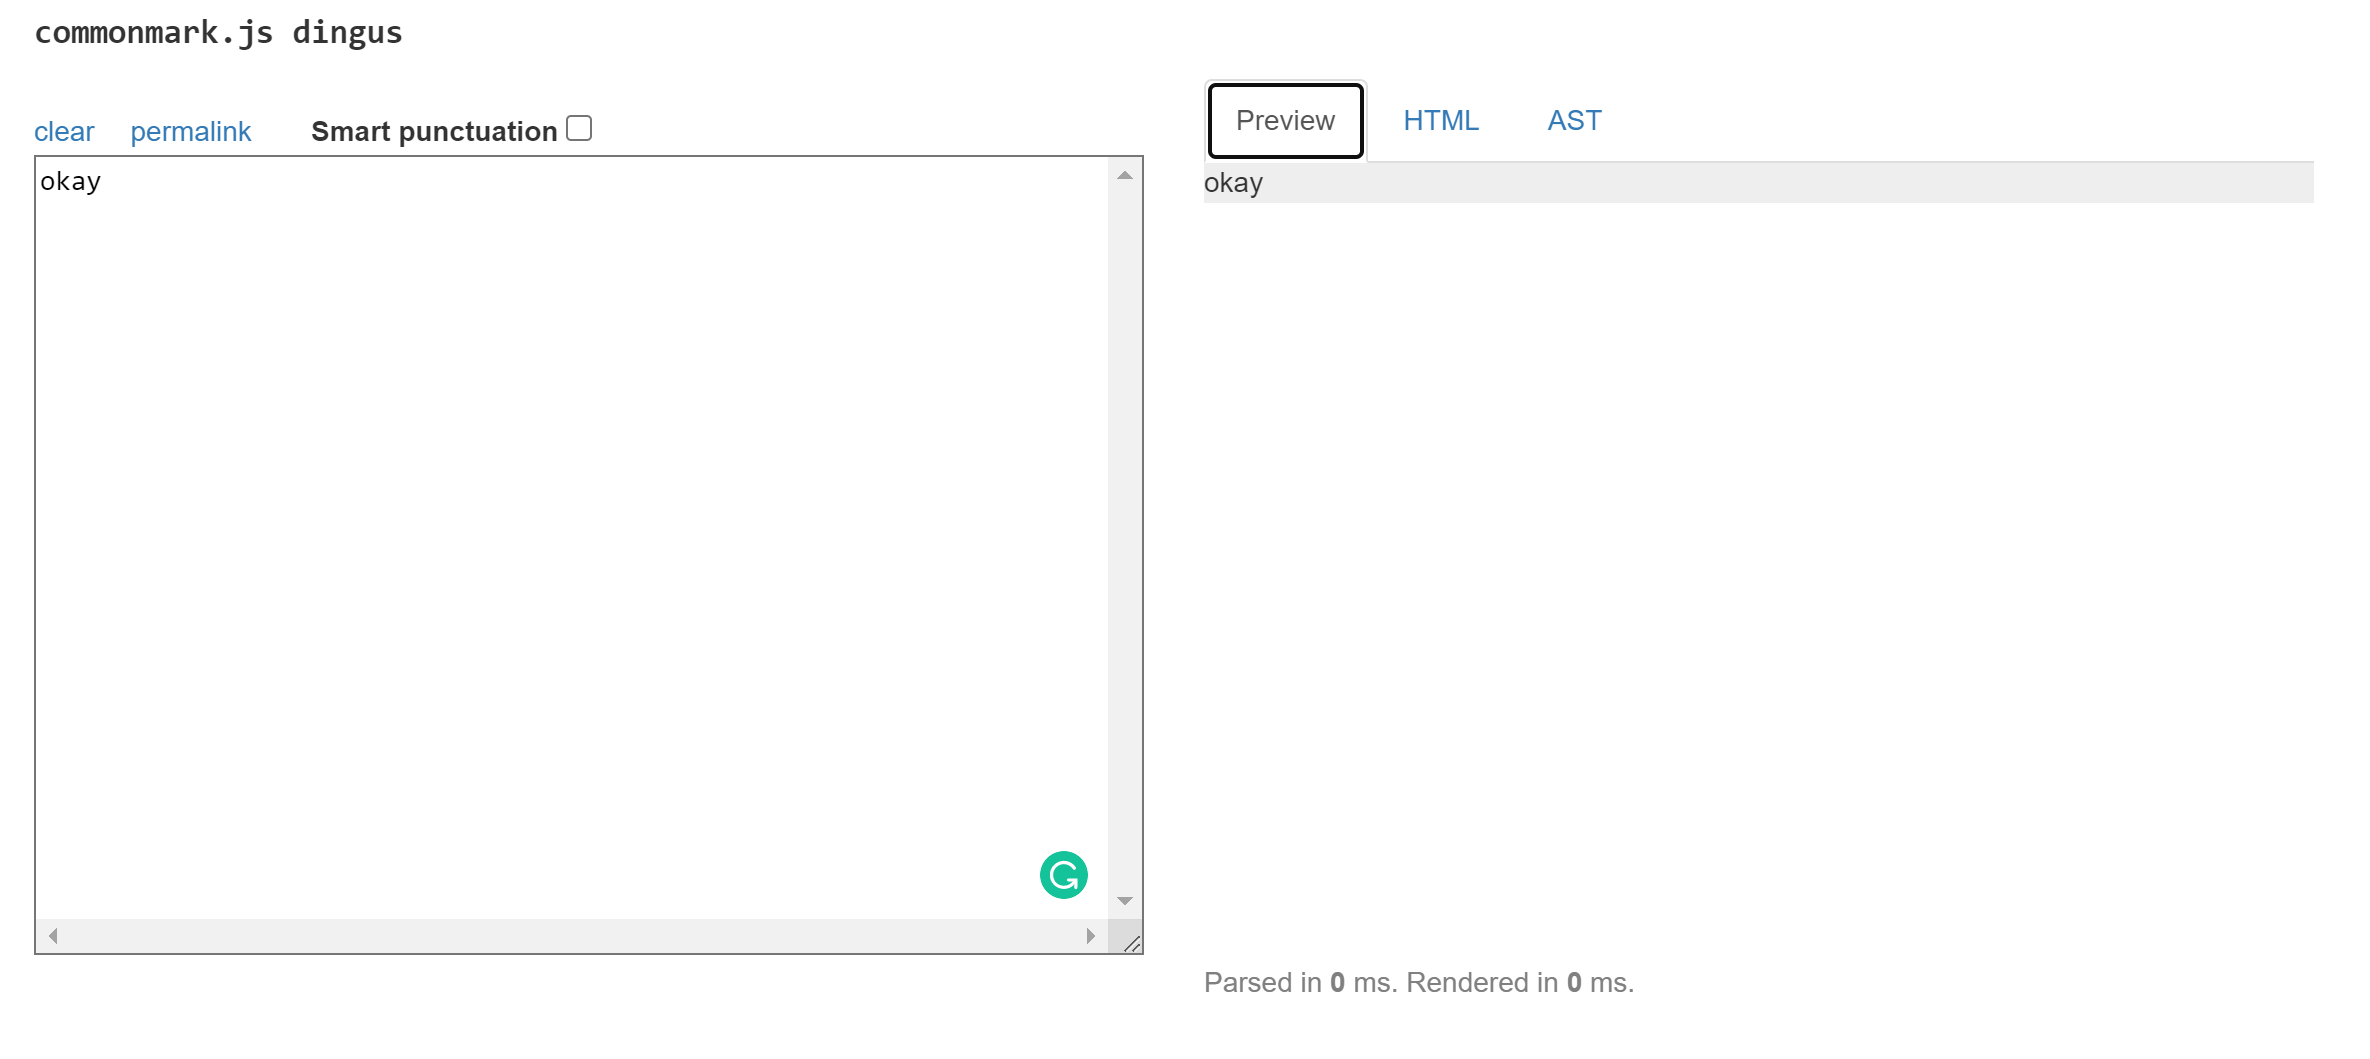 commonmark.js dingus
clear permalink Smart punctuation
okay
Preview HTML AST
okay
Parsed in 0 ms. Rendered in 0 ms.